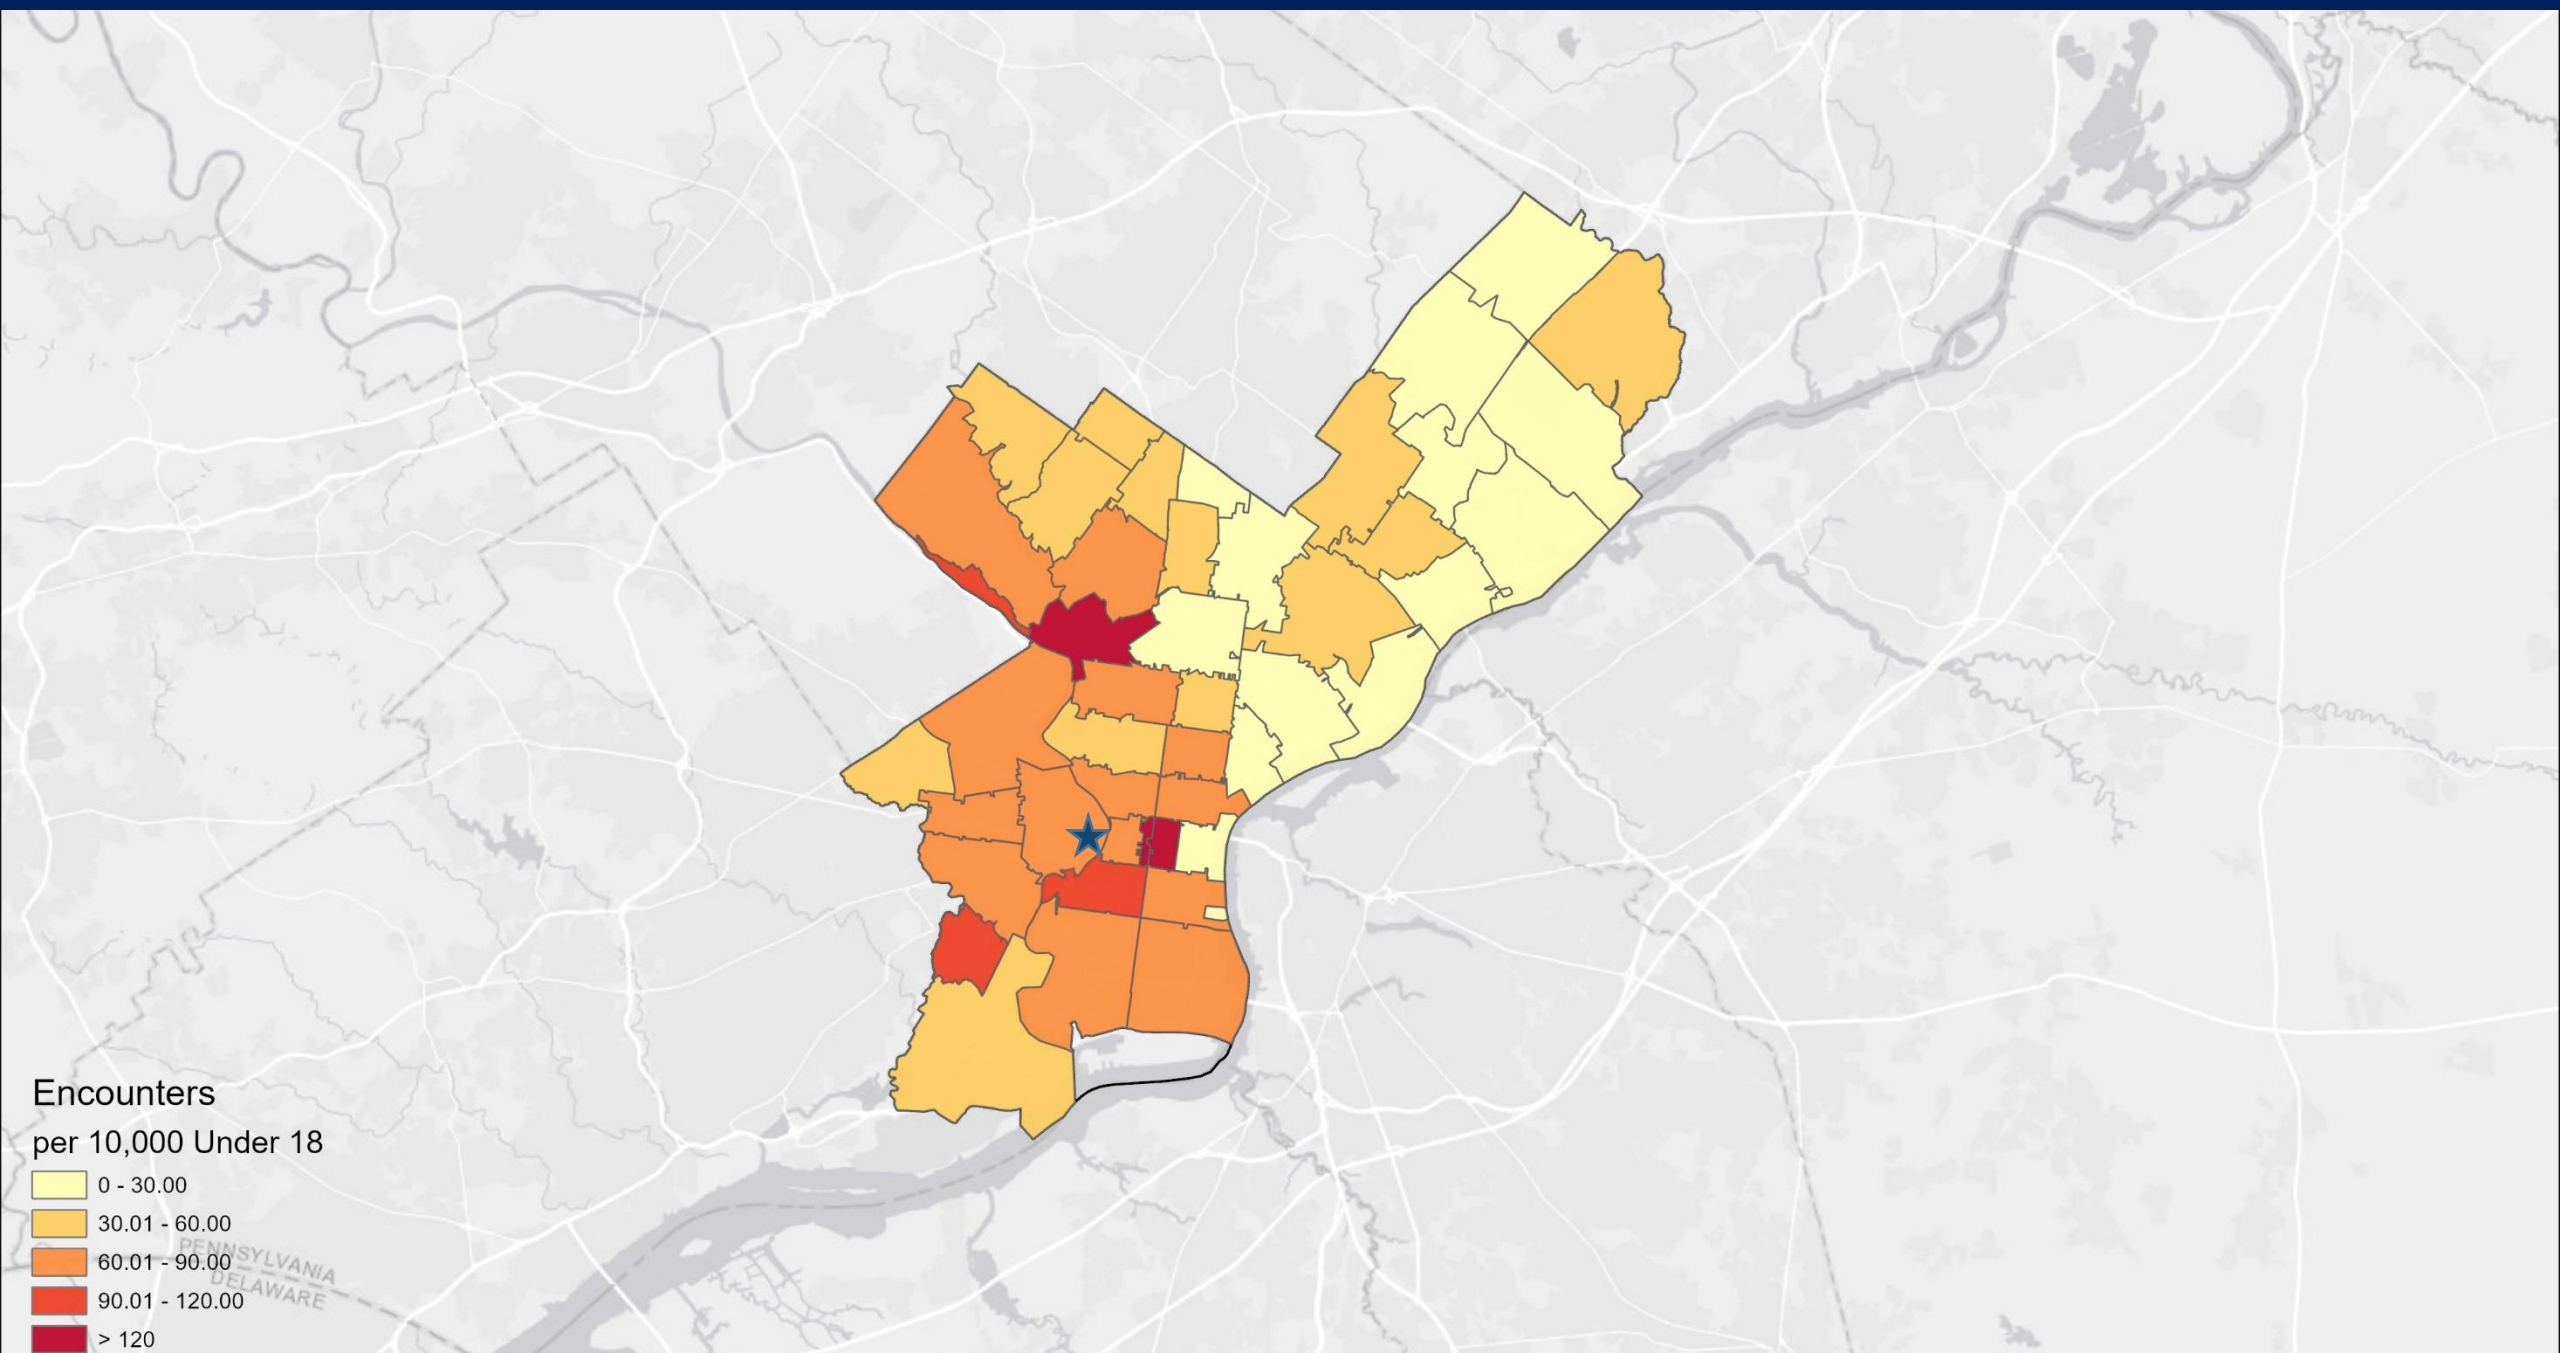 Encounters
per 10,000 Under 18
0 - 30.00
30.01 - 60.00
60.01 - 90.00
90.01 - 120.00
> 120
PENNSYLVANIA
DELAWARE